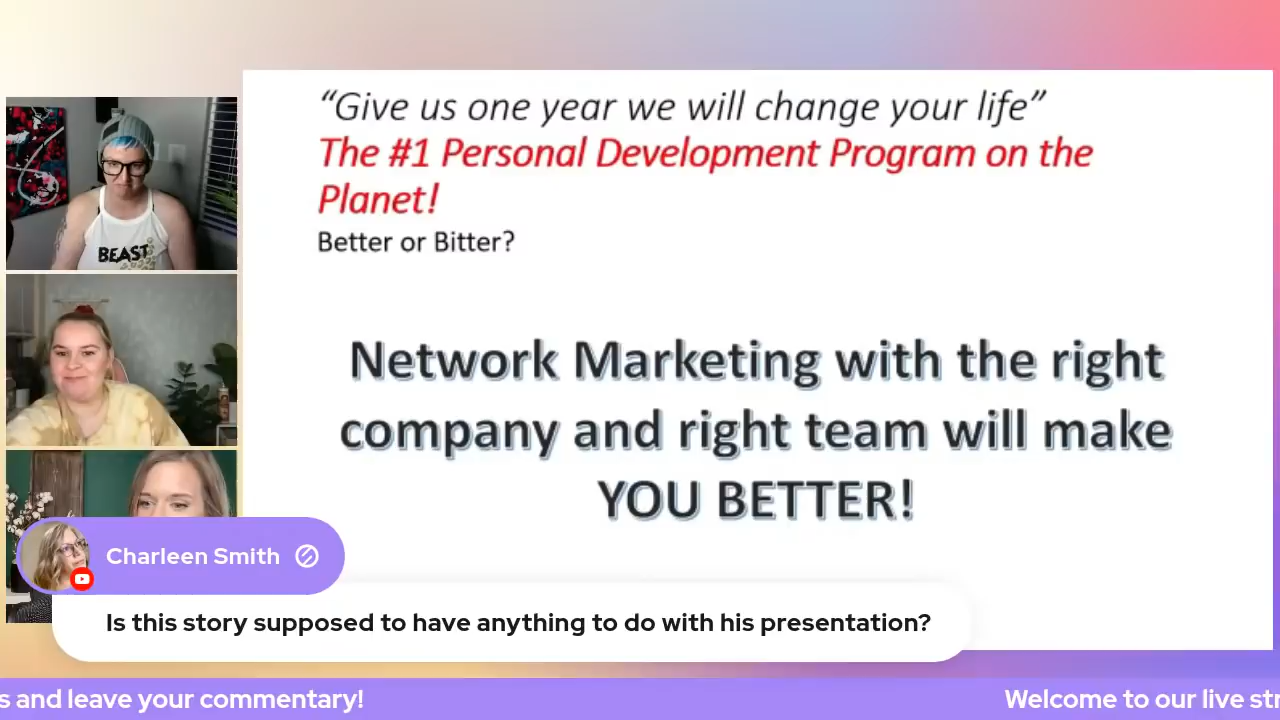 “Give us one year we will change your life”
The #1 Personal Development Program on the
Planet!
Better or Bitter?
Network Marketing with the right
company and right team will make
YOU BETTER!
BEAST
Charleen Smith
Is this story supposed to have anything to do with his presentation?
s and leave your commentary!
Welcome to our live str